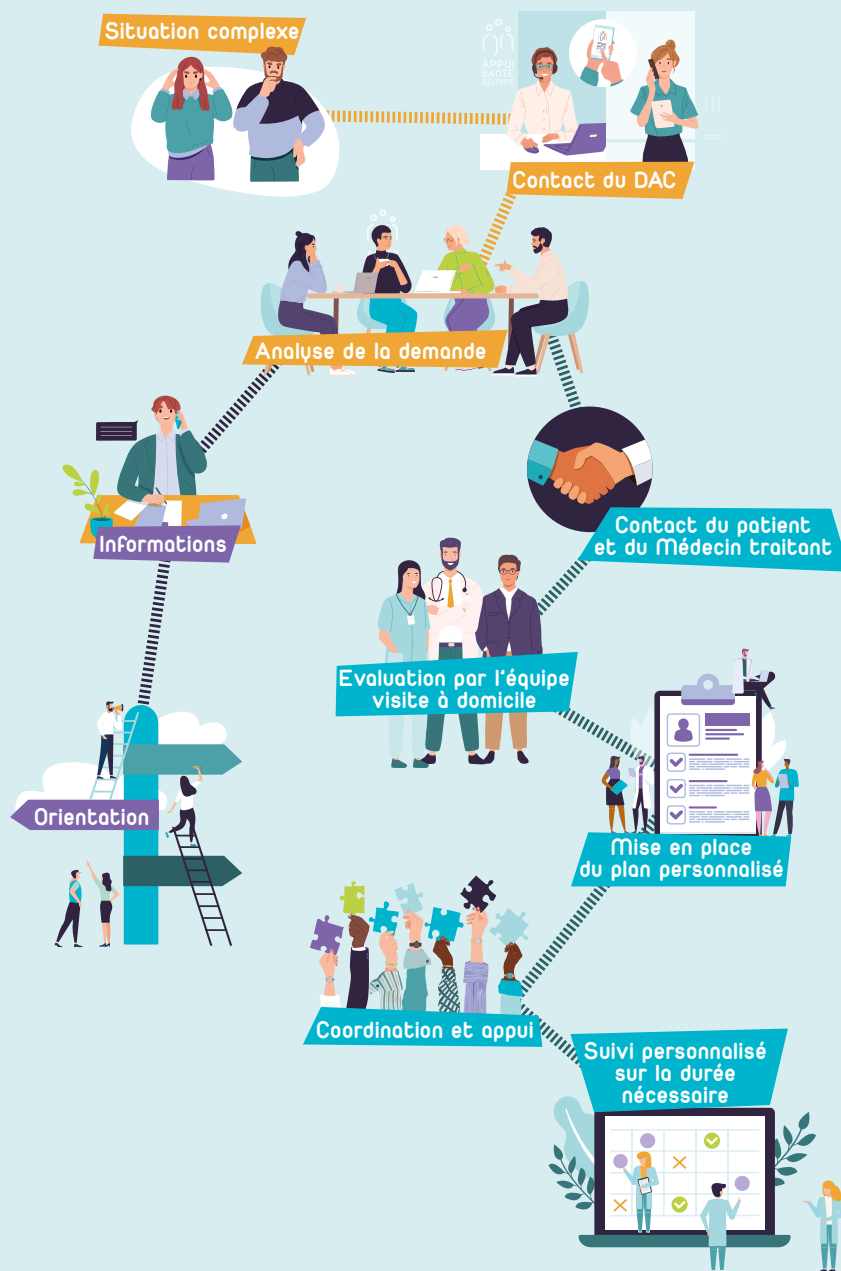 Situation complexe
APPUI
SANTÉ
SOMME
Contact du DAC
Analyse de la demande
Informations
Contact du patient
et du Médecin traitant
Evaluation par l'équipe
visite à domicile
Orientation
Mise en place
du plan personnalisé
Coordination et appui
Suivi personnalisé
sur la durée
nécessaire